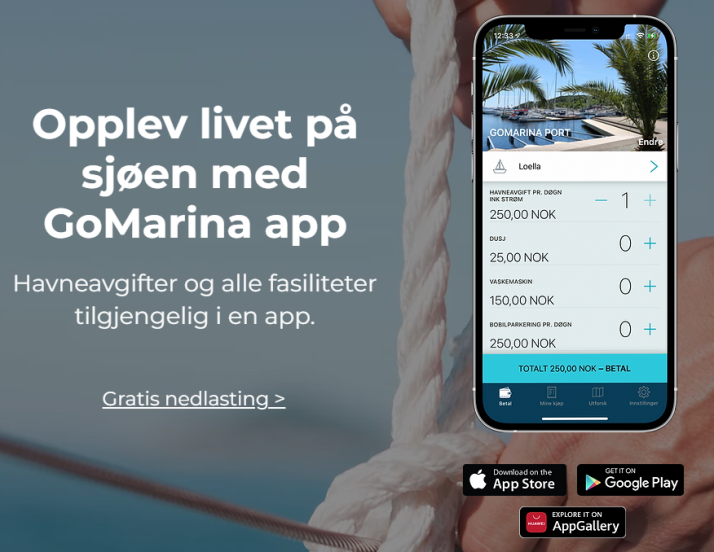 Opplev livet på
sjøen med
GoMarina app
Havneavgifter og alle fasiliteter
tilgjengelig i en app.
Gratis nedlasting >
12:33
GOMARINA PORT
Endre
Loella
HAVNEAVGIFT PR. DØGN
INK STRØM
250,00 NOK
— 1 +
DUSJ
25,00 NOK
0 +
VASKEMASKIN
150,00 NOK
0 +
BOBILPARKERING PR. DØGN
250,00 NOK
0 +
TOTALT 250,00 NOK – BETAL
Betal
Mine kjøp
Utforsk
Innstillinger
Download on the
App Store
GET IT ON
Google Play
HUAWEI
EXPLORE IT ON
AppGallery